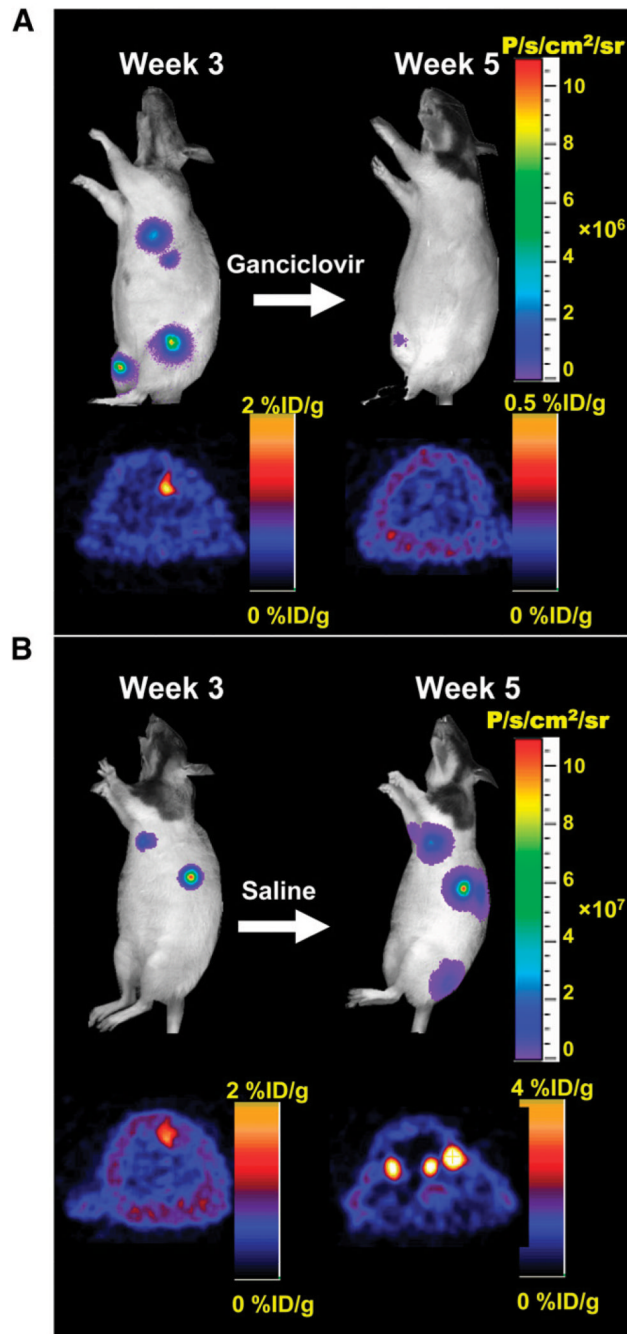 A
Week 3
Week 5
P/s/cm²/sr
10
8
6
×10⁶
4
2
0
Ganciclovir
2 %ID/g
0.5 %ID/g
0 %ID/g
0 %ID/g
B
Week 3
Week 5
P/s/cm²/sr
10
8
6
×10⁷
4
2
0
Saline
2 %ID/g
4 %ID/g
0 %ID/g
0 %ID/g